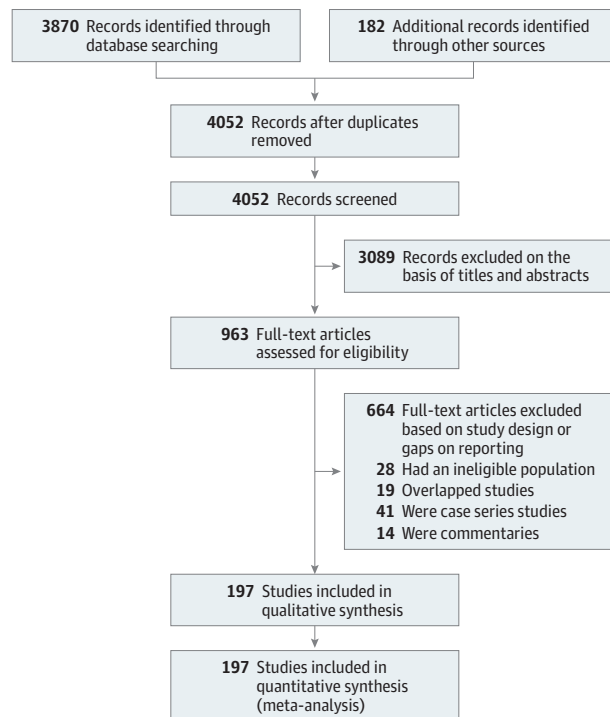 3870 Records identified through
database searching
182 Additional records identified
through other sources
4052 Records after duplicates
removed
4052 Records screened
3089 Records excluded on the
basis of titles and abstracts
963 Full-text articles
assessed for eligibility
664 Full-text articles excluded
based on study design or
gaps on reporting
28 Had an ineligible population
19 Overlapped studies
41 Were case series studies
14 Were commentaries
197 Studies included in
qualitative synthesis
197 Studies included in
quantitative synthesis
(meta-analysis)